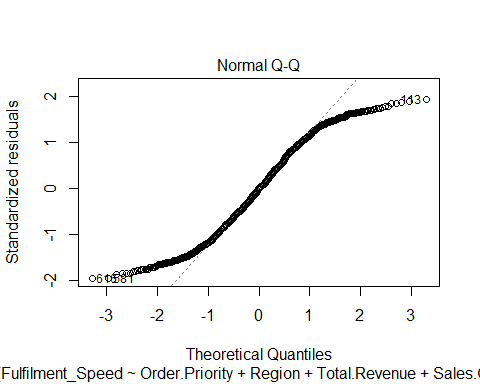 Normal Q-Q
Standardized residuals
2
1
0
-1
-2
113
-3 -2 -1 0 1 2 3
Theoretical Quantiles
Fulfilment_Speed ~ Order.Priority + Region + Total.Revenue + Sales.